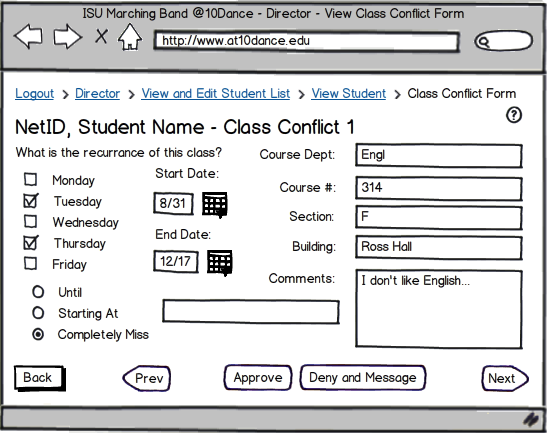 ISU Marching Band @10Dance - Director - View Class Conflict Form
http://www.at10dance.edu
Logout > Director > View and Edit Student List > View Student > Class Conflict Form
?
NetID, Student Name - Class Conflict 1
What is the recurrance of this class?
Monday
Tuesday
Wednesday
Thursday
Friday
Until
Starting At
Completely Miss
Start Date:
8/31
End Date:
12/17
Course Dept: Engl
Course #: 314
Section: F
Building: Ross Hall
Comments: I don't like English...
Back Prev Approve Deny and Message Next